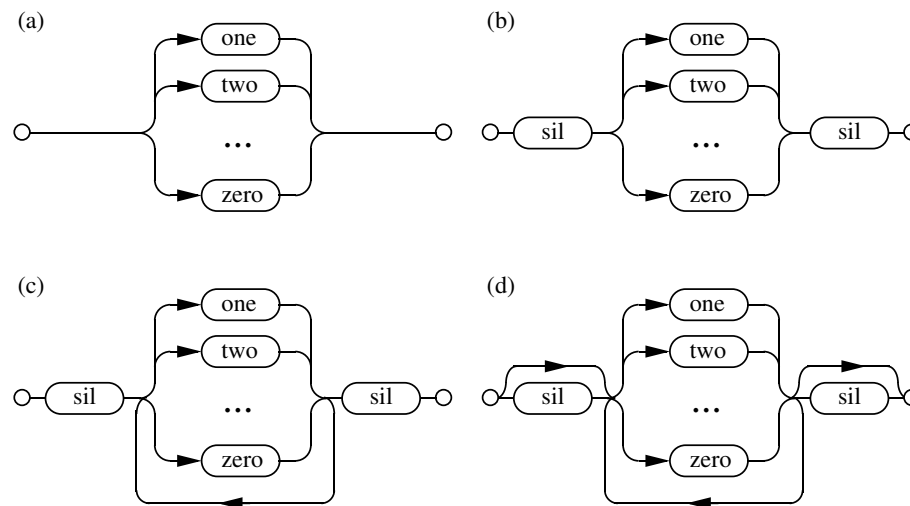 (a)
one
two
...
zero
(b)
sil
one
two
...
zero
sil
(c)
sil
one
two
...
zero
sil
(d)
sil
one
two
...
zero
sil